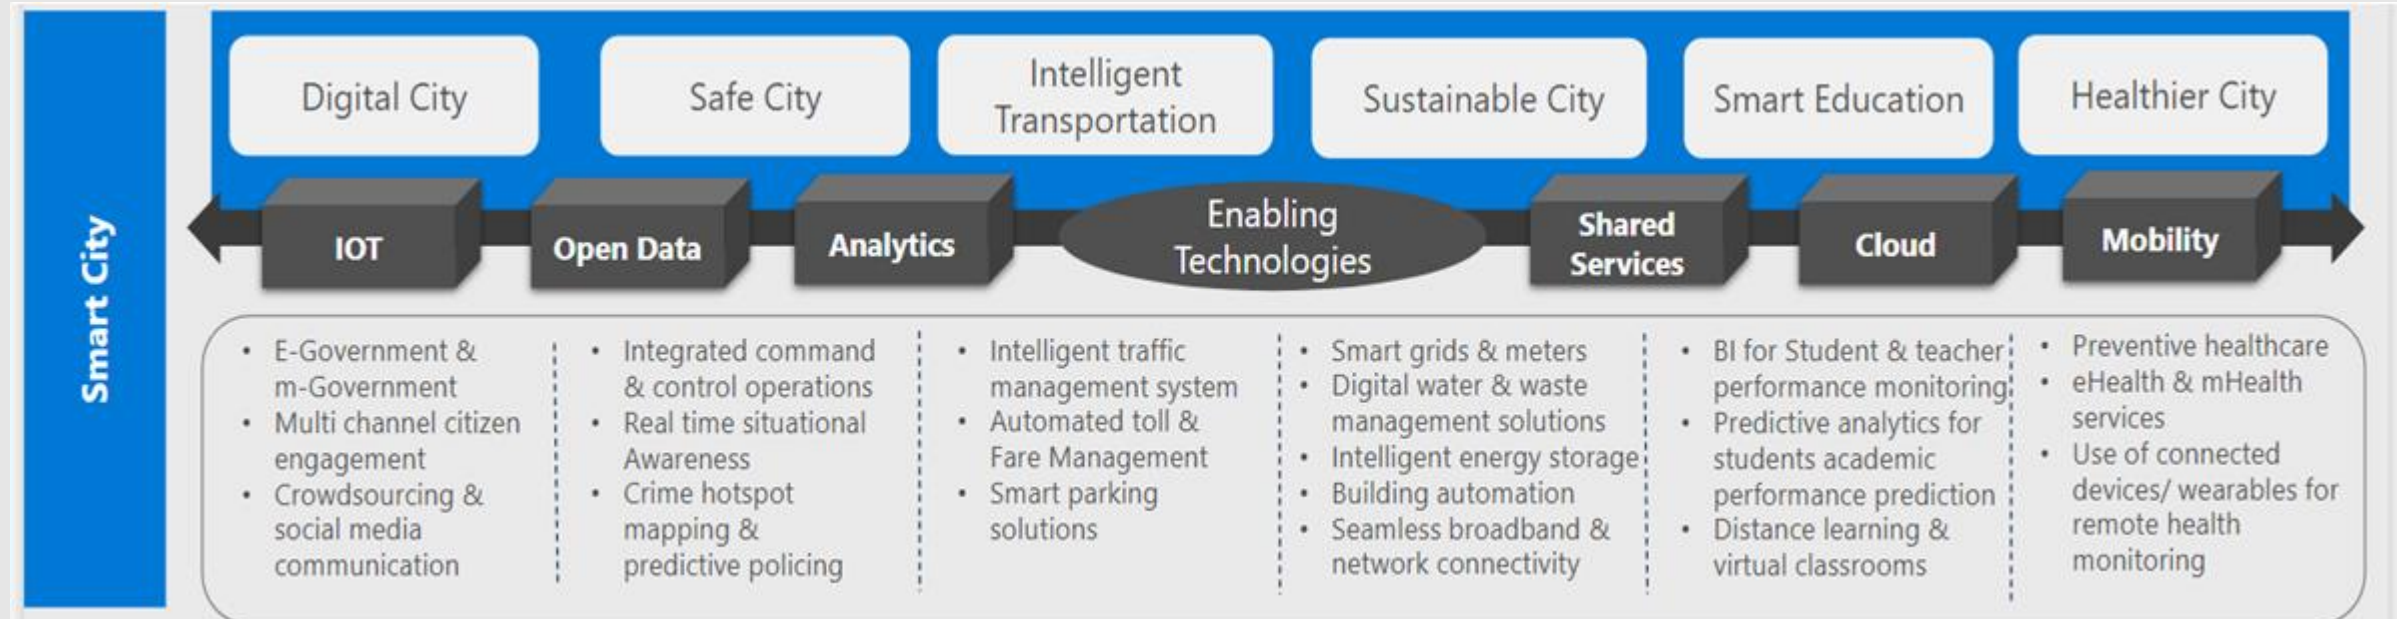 Smart City
Digital City
Safe City
Intelligent
Transportation
Sustainable City
Smart Education
Healthier City
IOT
Open Data
Analytics
Enabling
Technologies
Shared
Services
Cloud
Mobility
• E-Government &
m-Government
• Multi channel citizen
engagement
• Crowdsourcing &
social media
communication
• Integrated command
& control operations
• Real time situational
Awareness
• Crime hotspot
mapping &
predictive policing
• Intelligent traffic
management system
• Automated toll &
Fare Management
• Smart parking
solutions
• Smart grids & meters
• Digital water & waste
management solutions
• Intelligent energy storage
• Building automation
• Seamless broadband &
network connectivity
• BI for Student & teacher
performance monitoring
• Predictive analytics for
students academic
performance prediction
• Distance learning &
virtual classrooms
• Preventive healthcare
• eHealth & mHealth
services
• Use of connected
devices/ wearables for
remote health
monitoring